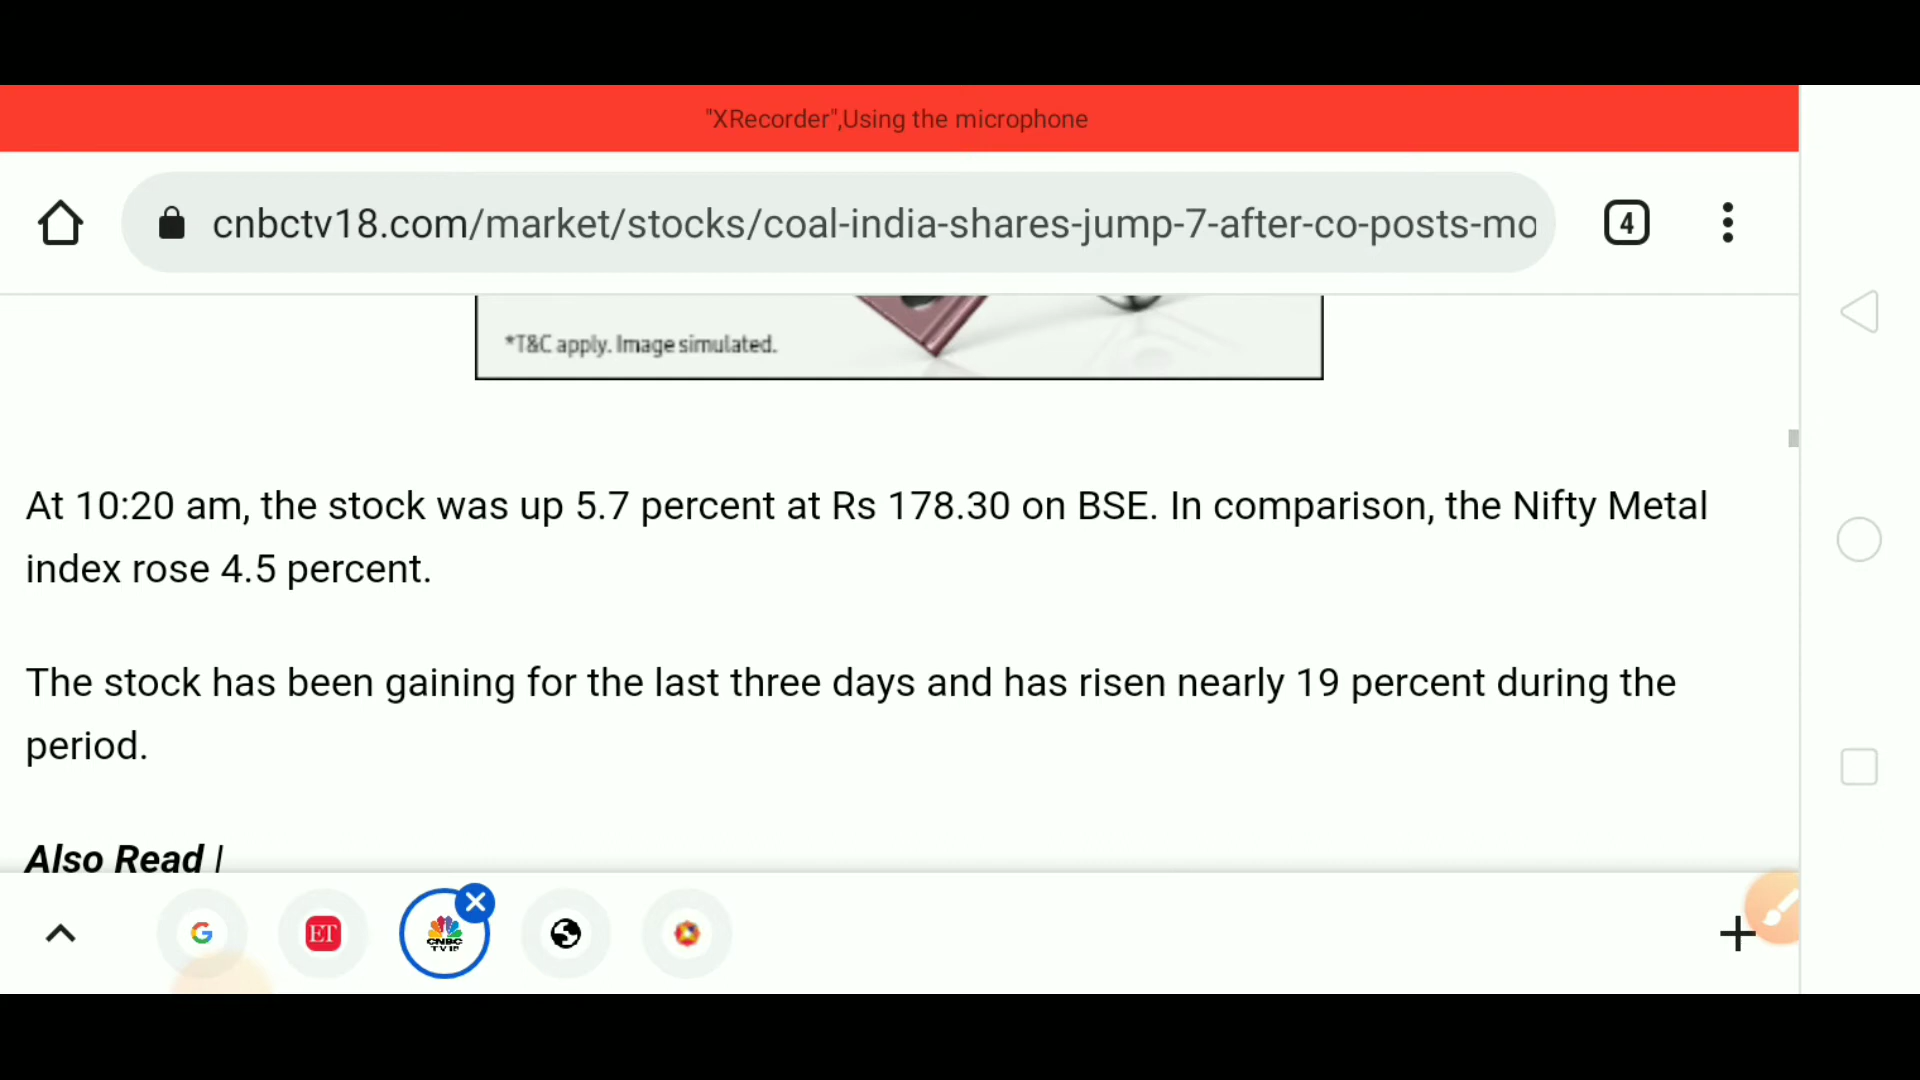 "XRecorder",Using the microphone
cnbctv18.com/market/stocks/coal-india-shares-jump-7-after-co-posts-mo
4
*T&C apply. Image simulated.
At 10:20 am, the stock was up 5.7 percent at Rs 178.30 on BSE. In comparison, the Nifty Metal
index rose 4.5 percent.
The stock has been gaining for the last three days and has risen nearly 19 percent during the
period.
Also Read |
G
ET
CNBC
TV18